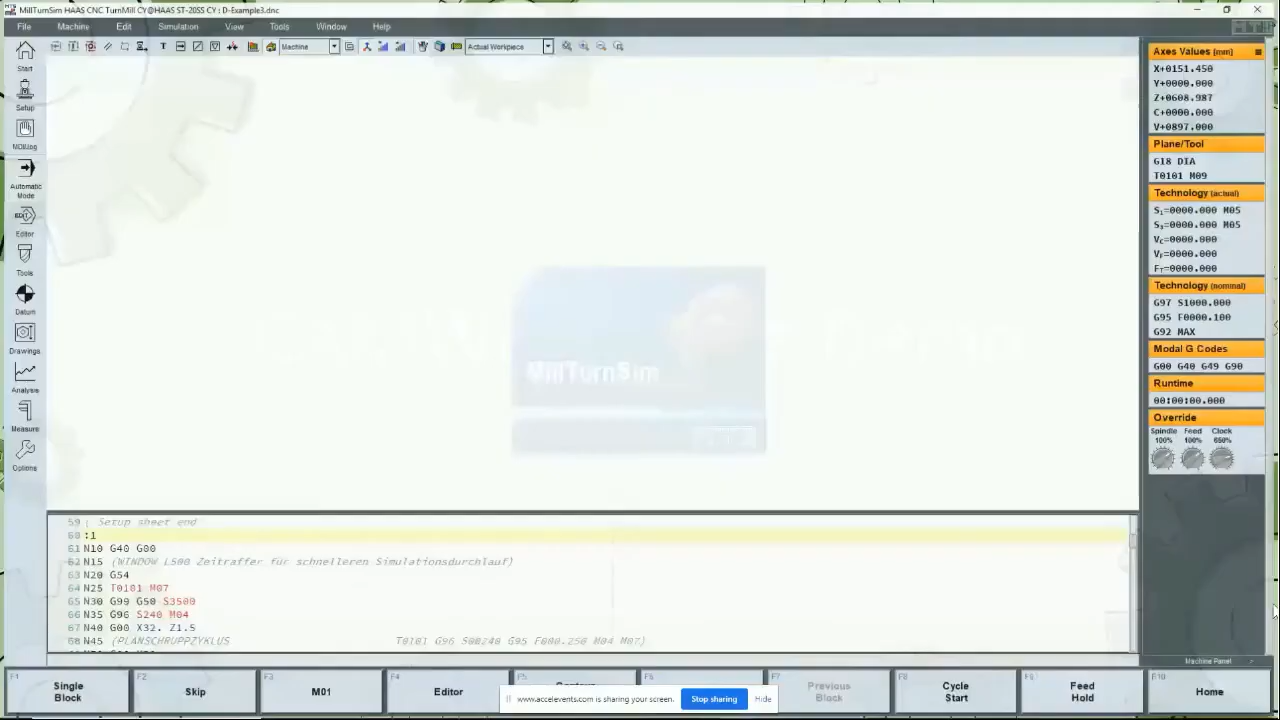 MillTurnSim HAAS CNC TurnMill CY@HAAS ST-20SS CY : D-Example3.dnc
File Machine Edit Simulation View Tools Window Help
Machine
Actual Workpiece
Start
Setup
MDI/Jog
Automatic Mode
Editor
Tools
Datum
Drawings
Analysis
Measure
Options
MillTurnSim
Axes Values [mm]
X+0151.450
Y+0000.000
Z+0608.987
C+0000.000
V+0897.000
Plane/Tool
G18 DIA
T0101 M09
Technology (actual)
S₁=0000.000 M05
S₃=0000.000 M05
Vc=0000.000
VF=0000.000
FT=0000.000
Technology (nominal)
G97 S1000.000
G95 F0000.100
G92 MAX
Modal G Codes
G00 G40 G49 G90
Runtime
00:00:00.000
Override
Spindle Feed Clock
100% 100% 650%
59 ( Setup sheet end
60 :1
61 N10 G40 G00
62 N15 (WINDOW L500 Zeitraffer für schnelleren Simulationsdurchlauf)
63 N20 G54
64 N25 T0101 M07
65 N30 G99 G50 S3500
66 N35 G96 S240 M04
67 N40 G00 X32. Z1.5
68 N45 (PLANSCHRUPPZYKLUS T0101 G96 S00240 G95 F000.250 M04 M07)
Machine Panel >
F1 Single Block
F2 Skip
F3 M01
F4 Editor
F5
F6
F7 Previous Block
F8 Cycle Start
F9 Feed Hold
F10 Home
www.accelevents.com is sharing your screen. Stop sharing Hide